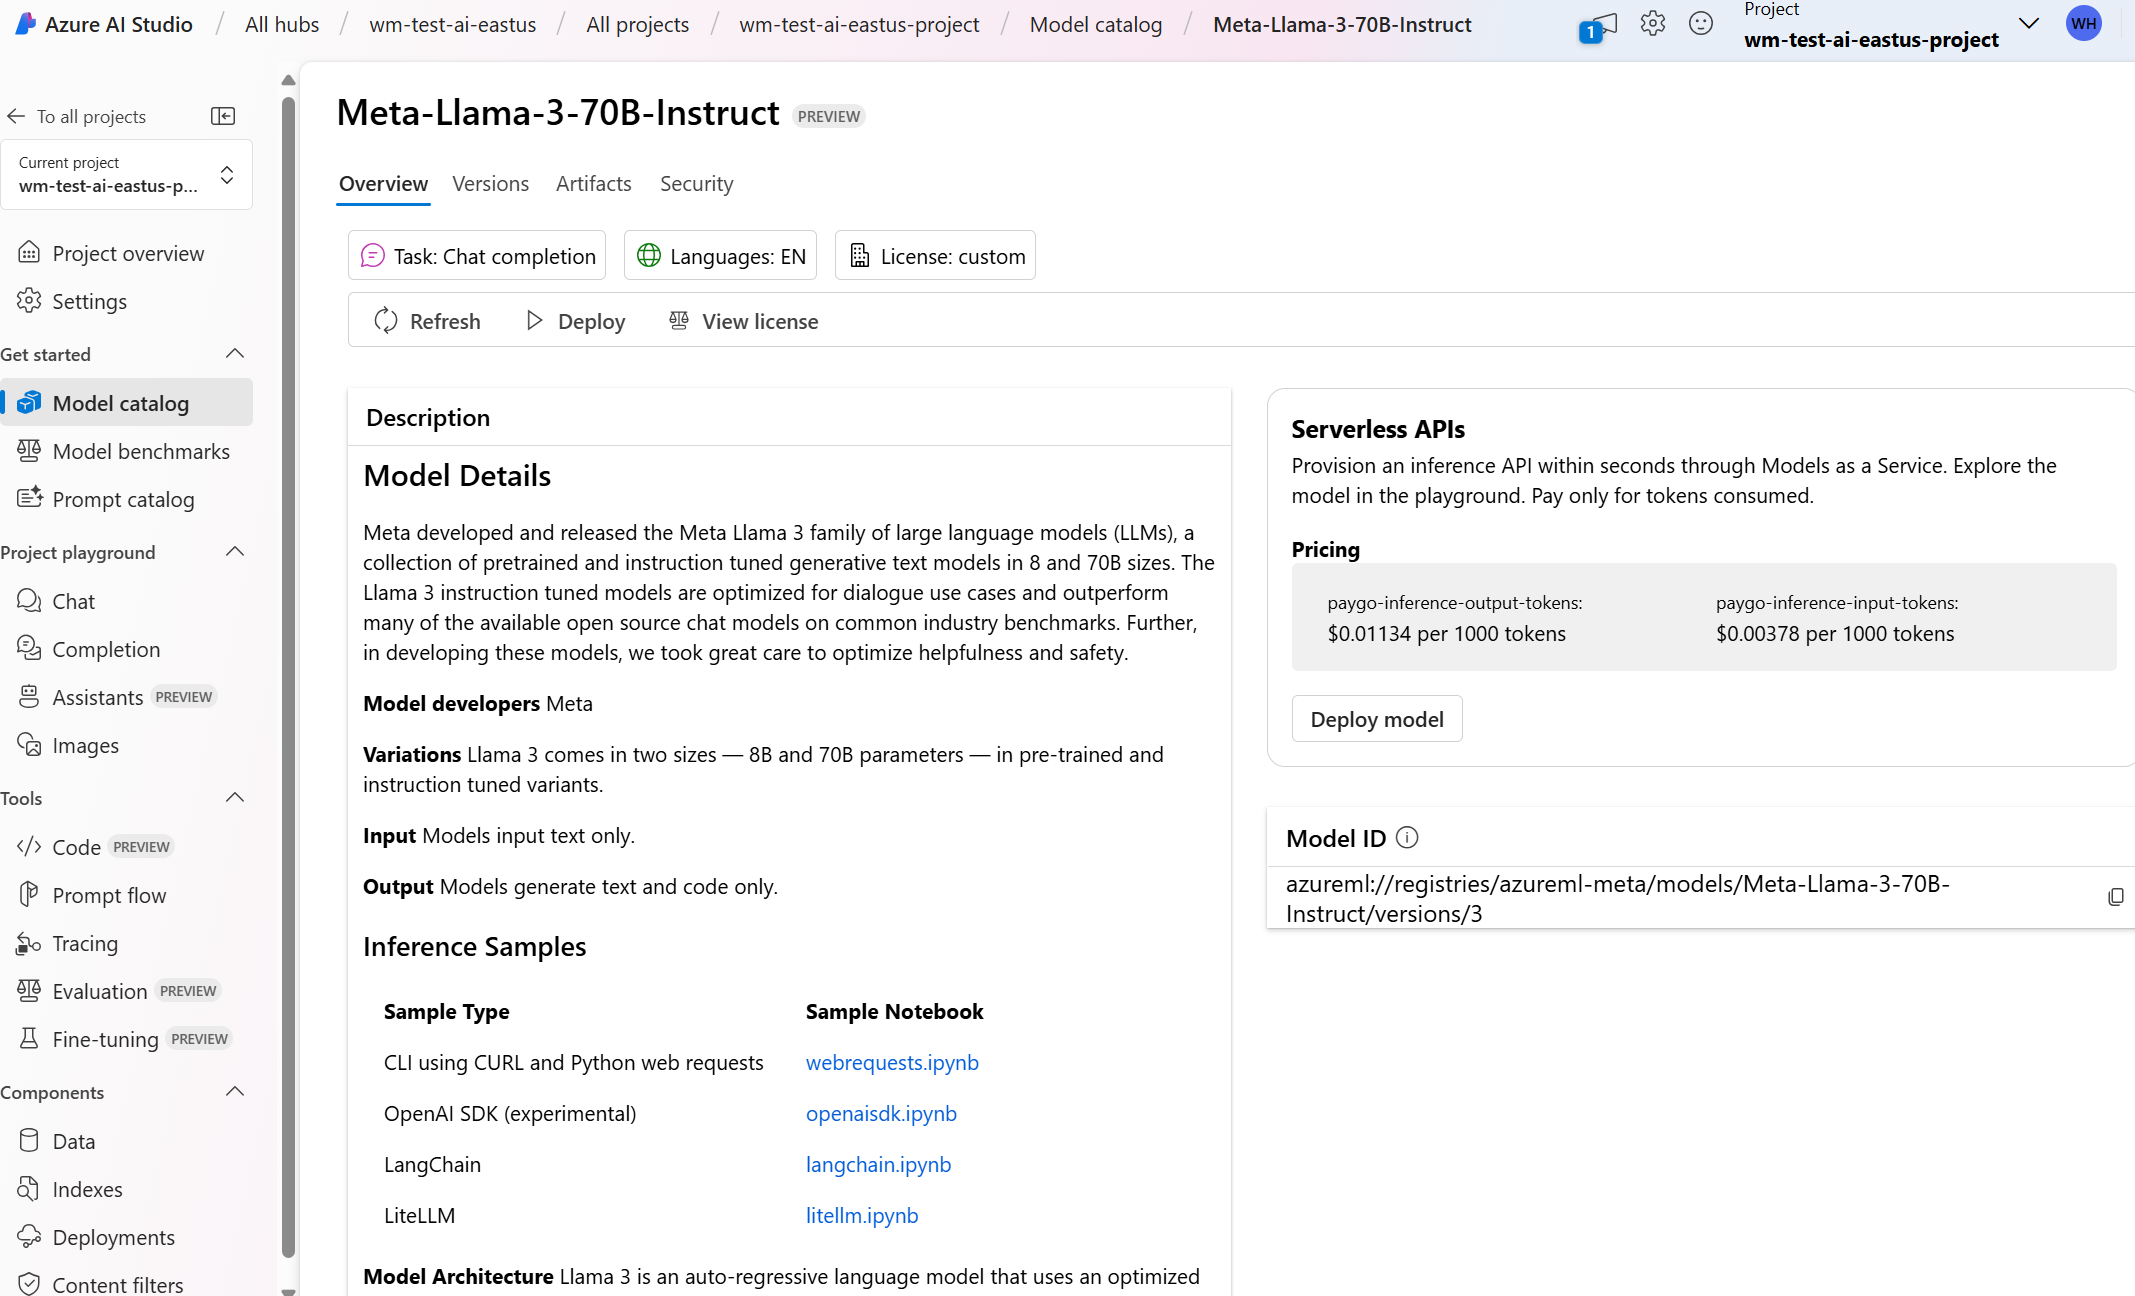 Azure AI Studio / All hubs / wm-test-ai-eastus / All projects / wm-test-ai-eastus-project / Model catalog / Meta-Llama-3-70B-Instruct
1
Project
wm-test-ai-eastus-project
WH
To all projects
Current project
wm-test-ai-eastus-p...
Project overview
Settings
Get started
Model catalog
Model benchmarks
Prompt catalog
Project playground
Chat
Completion
Assistants PREVIEW
Images
Tools
Code PREVIEW
Prompt flow
Tracing
Evaluation PREVIEW
Fine-tuning PREVIEW
Components
Data
Indexes
Deployments
Content filters
Meta-Llama-3-70B-Instruct PREVIEW
Overview Versions Artifacts Security
Task: Chat completion Languages: EN License: custom
Refresh Deploy View license
Description
Model Details
Meta developed and released the Meta Llama 3 family of large language models (LLMs), a
collection of pretrained and instruction tuned generative text models in 8 and 70B sizes. The
Llama 3 instruction tuned models are optimized for dialogue use cases and outperform
many of the available open source chat models on common industry benchmarks. Further,
in developing these models, we took great care to optimize helpfulness and safety.
Model developers Meta
Variations Llama 3 comes in two sizes — 8B and 70B parameters — in pre-trained and
instruction tuned variants.
Input Models input text only.
Output Models generate text and code only.
Inference Samples
Sample Type Sample Notebook
CLI using CURL and Python web requests webrequests.ipynb
OpenAI SDK (experimental) openaisdk.ipynb
LangChain langchain.ipynb
LiteLLM litellm.ipynb
Model Architecture Llama 3 is an auto-regressive language model that uses an optimized
Serverless APIs
Provision an inference API within seconds through Models as a Service. Explore the
model in the playground. Pay only for tokens consumed.
Pricing
paygo-inference-output-tokens: paygo-inference-input-tokens:
$0.01134 per 1000 tokens $0.00378 per 1000 tokens
Deploy model
Model ID
azureml://registries/azureml-meta/models/Meta-Llama-3-70B-
Instruct/versions/3